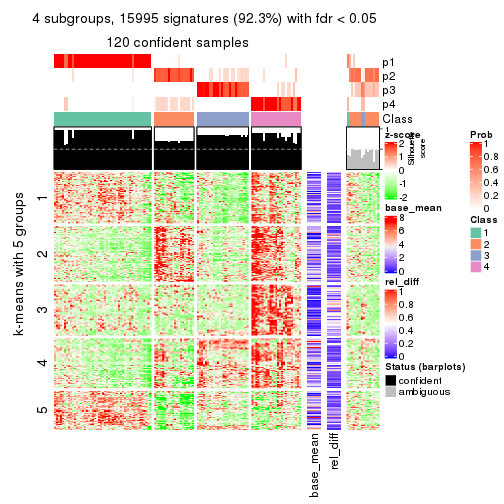 4 subgroups, 15995 signatures (92.3%) with fdr < 0.05
120 confident samples
p1
p2
p3
p4
Class
1
Silhouette
score
k-means with 5 groups
1
2
3
4
5
base_mean
rel_diff
z-score
2
1
0
-1
-2
base_mean
8
6
4
2
0
rel_diff
1
0.8
0.6
0.4
0.2
0
Status (barplots)
confident
ambiguous
Prob
1
0.8
0.6
0.4
0.2
0
Class
1
2
3
4